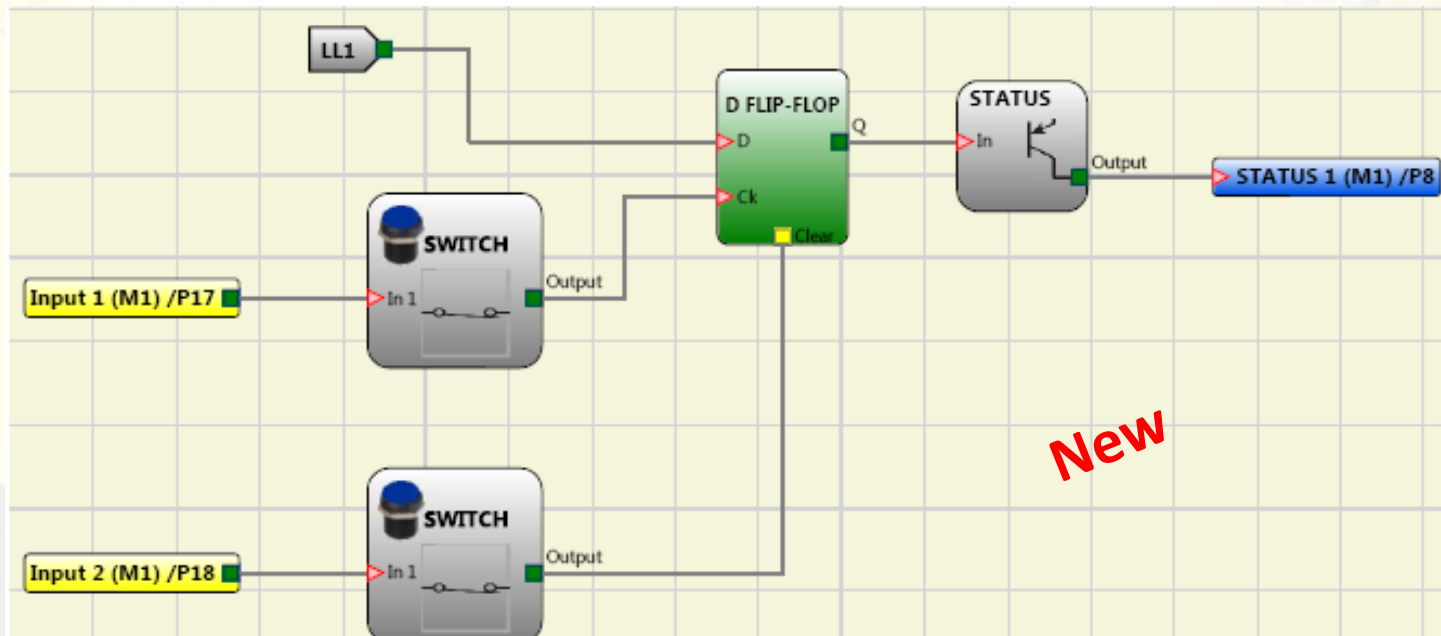 LL1
D FLIP-FLOP
D
Q
Ck
Clear
STATUS
In
Output
STATUS 1 (M1) /P8
SWITCH
Input 1 (M1) /P17
In 1
Output
New
SWITCH
Input 2 (M1) /P18
In 1
Output